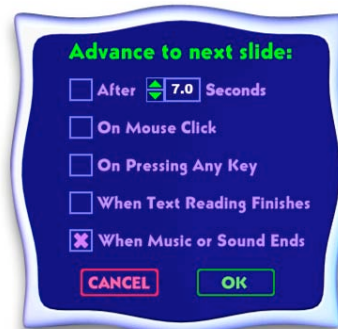 Advance to next slide:
After 7.0 Seconds
On Mouse Click
On Pressing Any Key
When Text Reading Finishes
When Music or Sound Ends
CANCEL OK